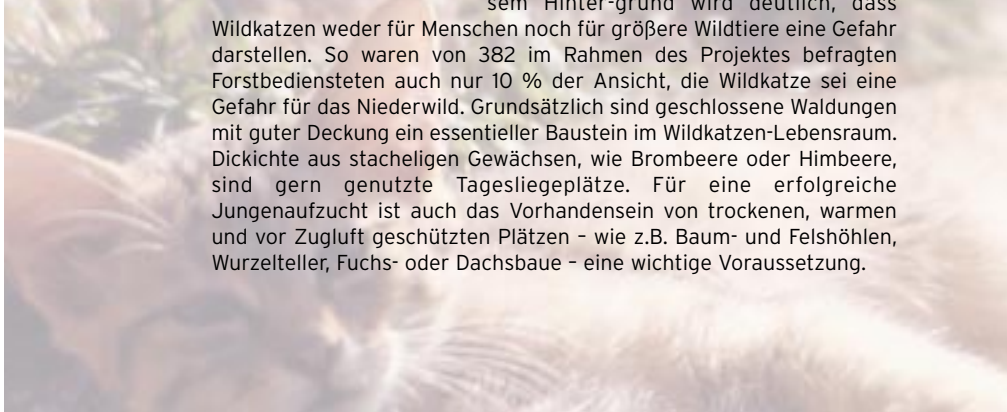 sem Hinter-grund wird deutlich, dass
Wildkatzen weder für Menschen noch für größere Wildtiere eine Gefahr
darstellen. So waren von 382 im Rahmen des Projektes befragten
Forstbediensteten auch nur 10 % der Ansicht, die Wildkatze sei eine
Gefahr für das Niederwild. Grundsätzlich sind geschlossene Waldungen
mit guter Deckung ein essentieller Baustein im Wildkatzen-Lebensraum.
Dickichte aus stacheligen Gewächsen, wie Brombeere oder Himbeere,
sind gern genutzte Tagesliegeplätze. Für eine erfolgreiche
Jungenaufzucht ist auch das Vorhandensein von trockenen, warmen
und vor Zugluft geschützten Plätzen – wie z.B. Baum- und Felshöhlen,
Wurzelteller, Fuchs- oder Dachsbaue – eine wichtige Voraussetzung.